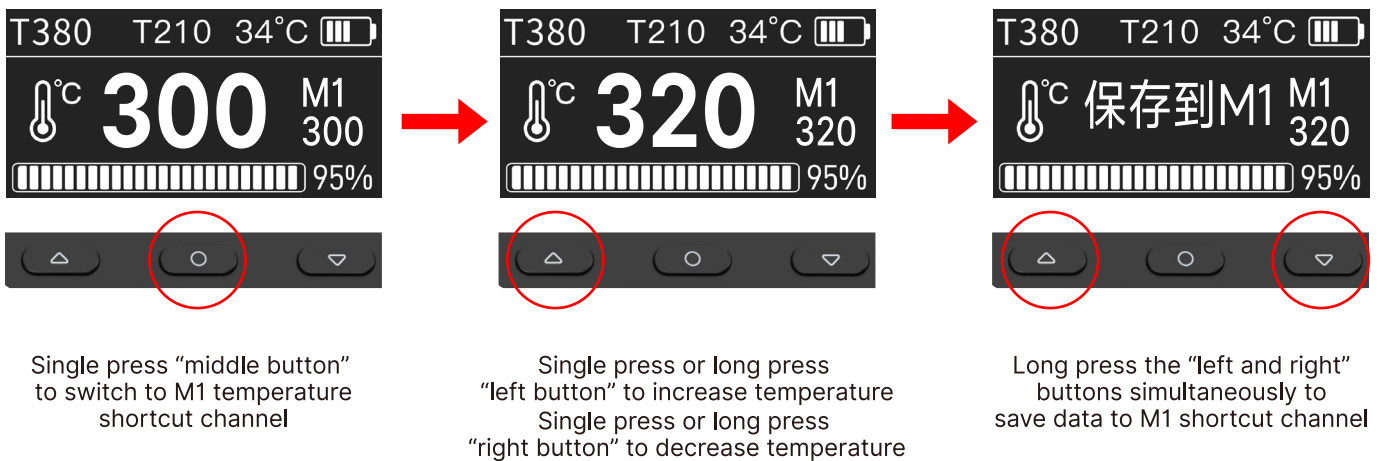 T380 T210 34°C
°C 300 M1
300
95%
Single press “middle button”
to switch to M1 temperature
shortcut channel
T380 T210 34°C
°C 320 M1
320
95%
Single press or long press
“left button” to increase temperature
Single press or long press
“right button” to decrease temperature
T380 T210 34°C
°C 保存到M1 M1
320
95%
Long press the “left and right”
buttons simultaneously to
save data to M1 shortcut channel